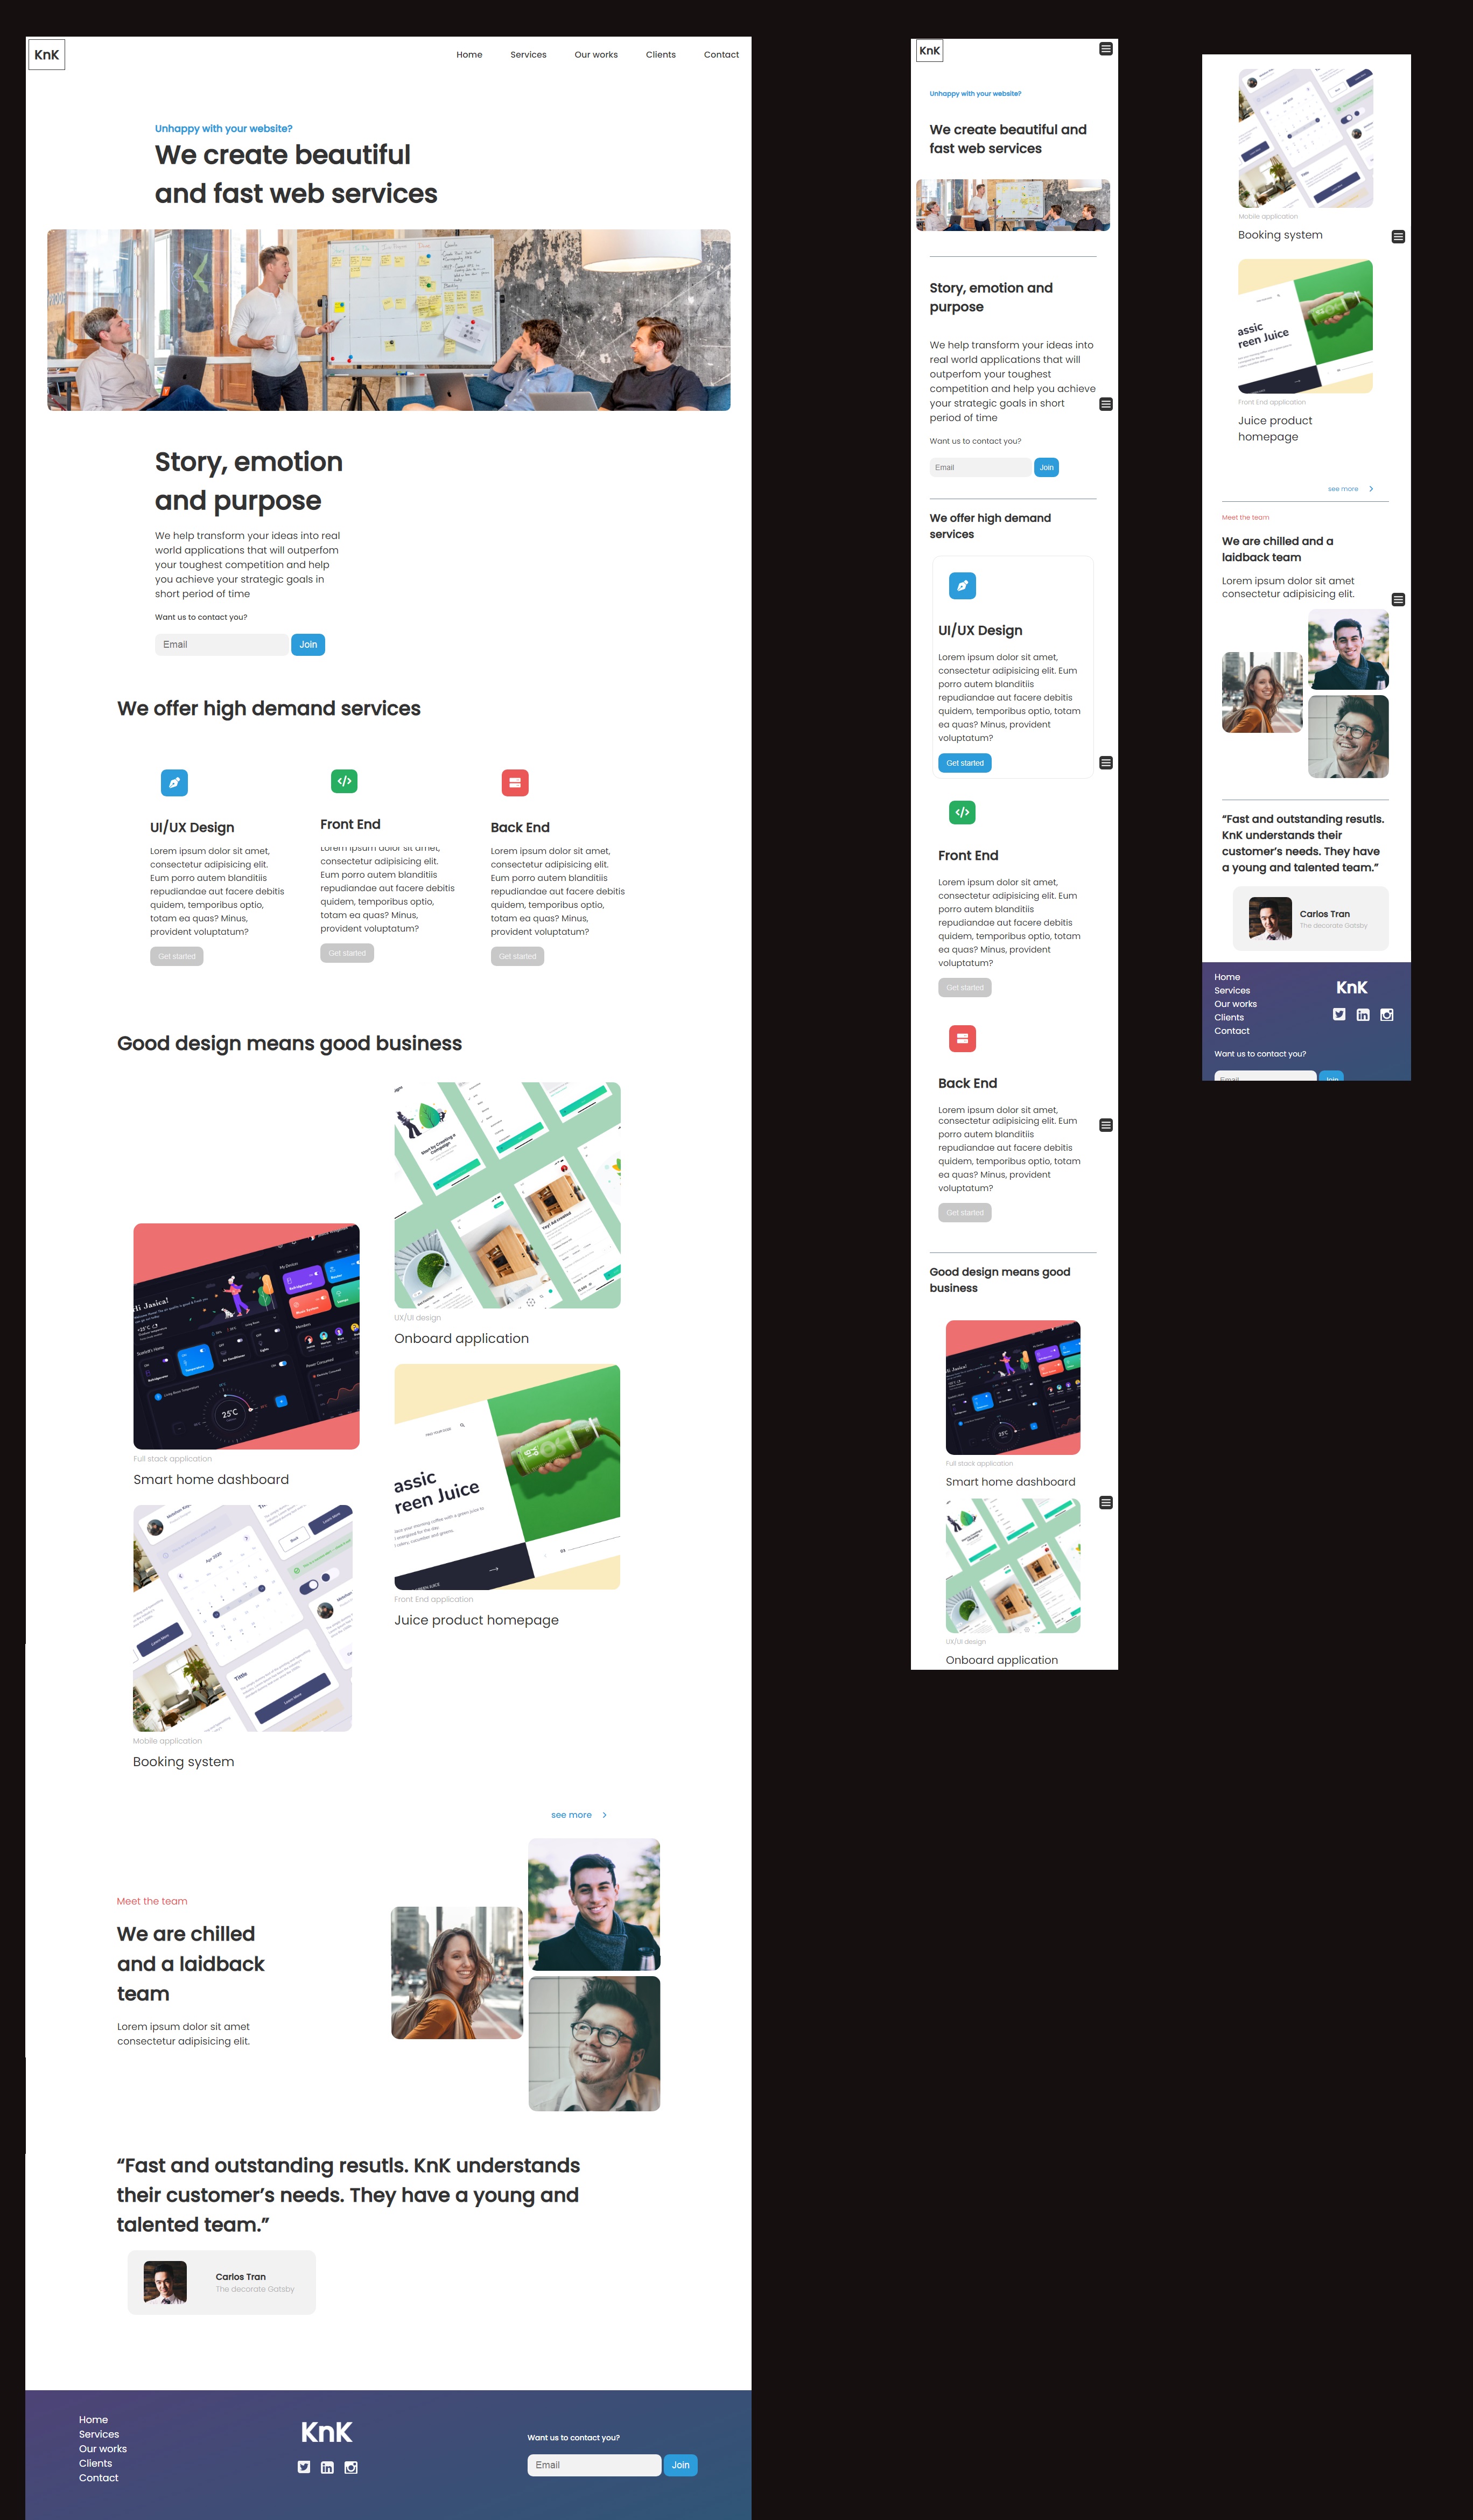 KnK
Home
Services
Our works
Clients
Contact
Unhappy with your website?
We create beautiful
and fast web services
Story, emotion
and purpose
We help transform your ideas into real
world applications that will outperfom
your toughest competition and help
you achieve your strategic goals in
short period of time
Want us to contact you?
Email
Join
We offer high demand services
UI/UX Design
Lorem ipsum dolor sit amet,
consectetur adipisicing elit.
Eum porro autem blanditiis
repudiandae aut facere debitis
quidem, temporibus optio,
totam ea quas? Minus,
provident voluptatum?
Get started
Front End
Lorem ipsum dolor sit amet,
consectetur adipisicing elit.
Eum porro autem blanditiis
repudiandae aut facere debitis
quidem, temporibus optio,
totam ea quas? Minus,
provident voluptatum?
Get started
Back End
Lorem ipsum dolor sit amet,
consectetur adipisicing elit.
Eum porro autem blanditiis
repudiandae aut facere debitis
quidem, temporibus optio,
totam ea quas? Minus,
provident voluptatum?
Get started
Good design means good business
Start by Creating a
Campaign
UX/UI design
Onboard application
Hi Jasica!
25°C
Full stack application
Smart home dashboard
assic
reen Juice
Front End application
Juice product homepage
Apr 2020
Learn More
Back
Tittle
Learn More
Mobile application
Booking system
see more
Meet the team
We are chilled
and a laidback
team
Lorem ipsum dolor sit amet
consectetur adipisicing elit.
“Fast and outstanding resutls. KnK understands
their customer’s needs. They have a young and
talented team.”
Carlos Tran
The decorate Gatsby
Home
Services
Our works
Clients
Contact
KnK
Want us to contact you?
Email
Join
KnK
Unhappy with your website?
We create beautiful and
fast web services
Story, emotion and
purpose
We help transform your ideas into
real world applications that will
outperfom your toughest
competition and help you achieve
your strategic goals in short
period of time
Want us to contact you?
Email
Join
We offer high demand
services
UI/UX Design
Lorem ipsum dolor sit amet,
consectetur adipisicing elit. Eum
porro autem blanditiis
repudiandae aut facere debitis
quidem, temporibus optio, totam
ea quas? Minus, provident
voluptatum?
Get started
Front End
Lorem ipsum dolor sit amet,
consectetur adipisicing elit. Eum
porro autem blanditiis
repudiandae aut facere debitis
quidem, temporibus optio, totam
ea quas? Minus, provident
voluptatum?
Get started
Back End
Lorem ipsum dolor sit amet,
consectetur adipisicing elit. Eum
porro autem blanditiis
repudiandae aut facere debitis
quidem, temporibus optio, totam
ea quas? Minus, provident
voluptatum?
Get started
Good design means good
business
Full stack application
Smart home dashboard
UX/UI design
Onboard application
Mobile application
Booking system
assic
reen Juice
Front End application
Juice product
homepage
see more
Meet the team
We are chilled and a
laidback team
Lorem ipsum dolor sit amet
consectetur adipisicing elit.
“Fast and outstanding resutls.
KnK understands their
customer’s needs. They have
a young and talented team.”
Carlos Tran
The decorate Gatsby
Home
Services
Our works
Clients
Contact
KnK
Want us to contact you?
Email
Join